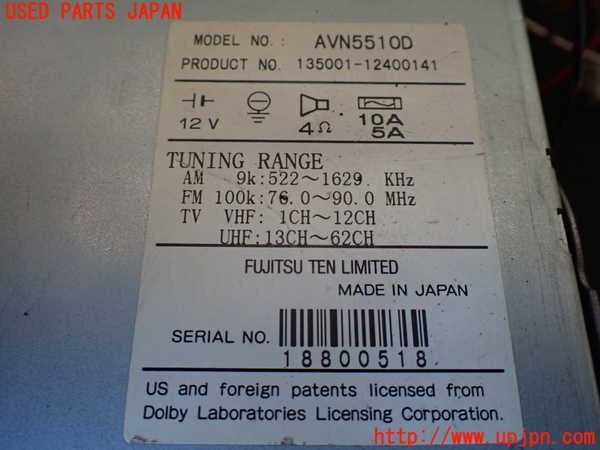 USED PARTS JAPAN
MODEL NO. : AVN5510D
PRODUCT NO. 135001-12400141
12V 4Ω 10A
5A
TUNING RANGE
AM 9k:522～1629. KHz
FM 100k:76.0～90.0 MHz
TV VHF: 1CH～12CH
UHF:13CH～62CH
FUJITSU TEN LIMITED
MADE IN JAPAN
SERIAL NO.
18800518
US and foreign patents licensed from
Dolby Laboratories Licensing Corporation.
http://www.upjpn.com/